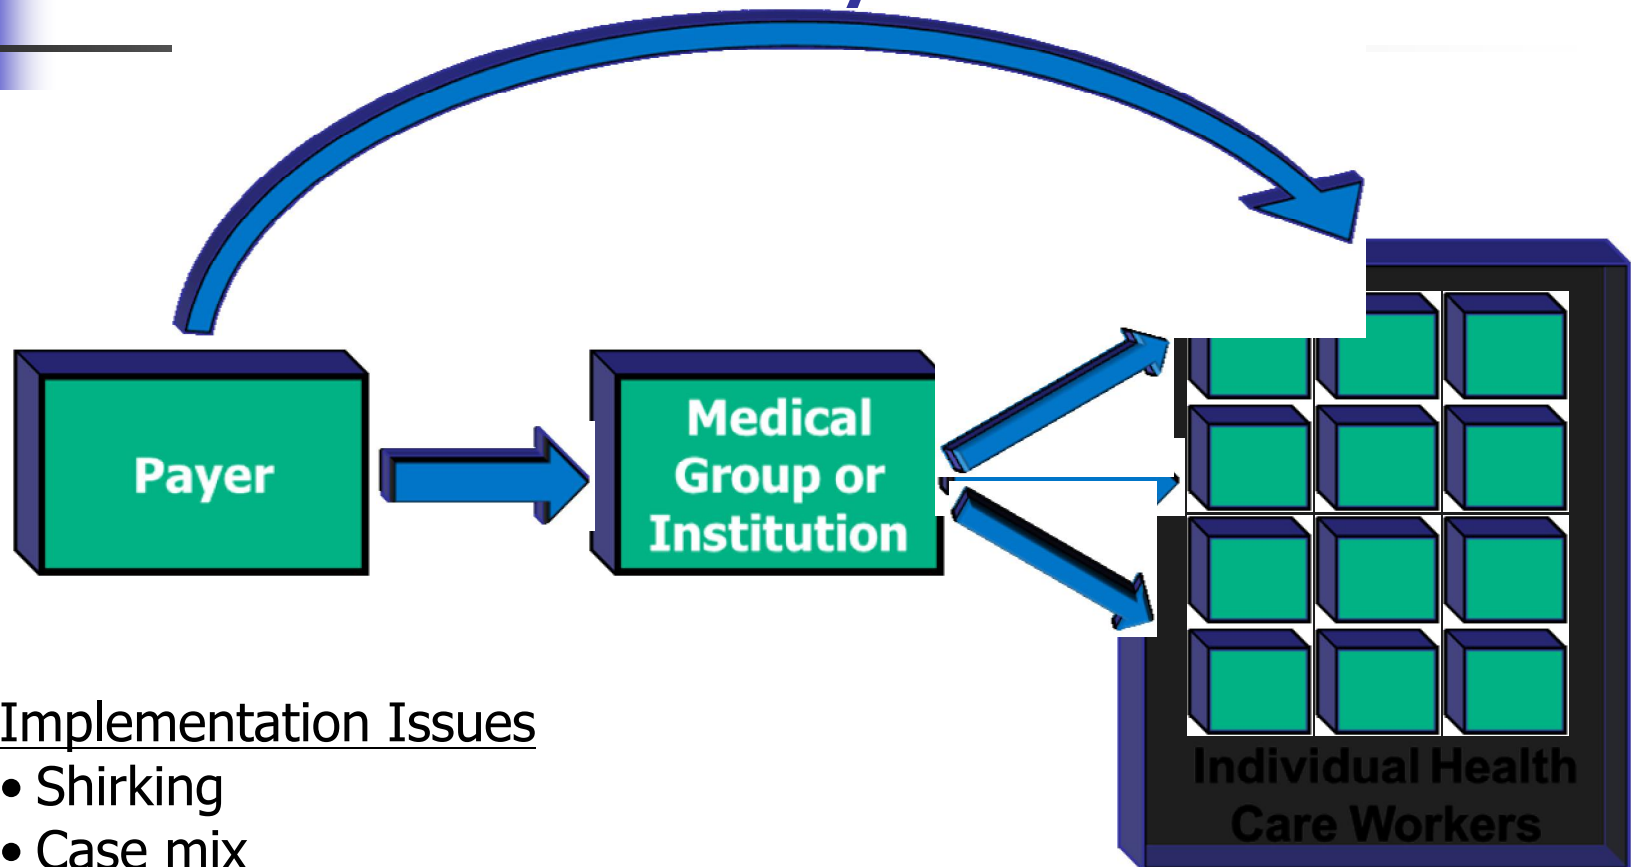 Payer
Medical
Group or
Institution
Individual Health
Care Workers
Implementation Issues
• Shirking
• Case mix